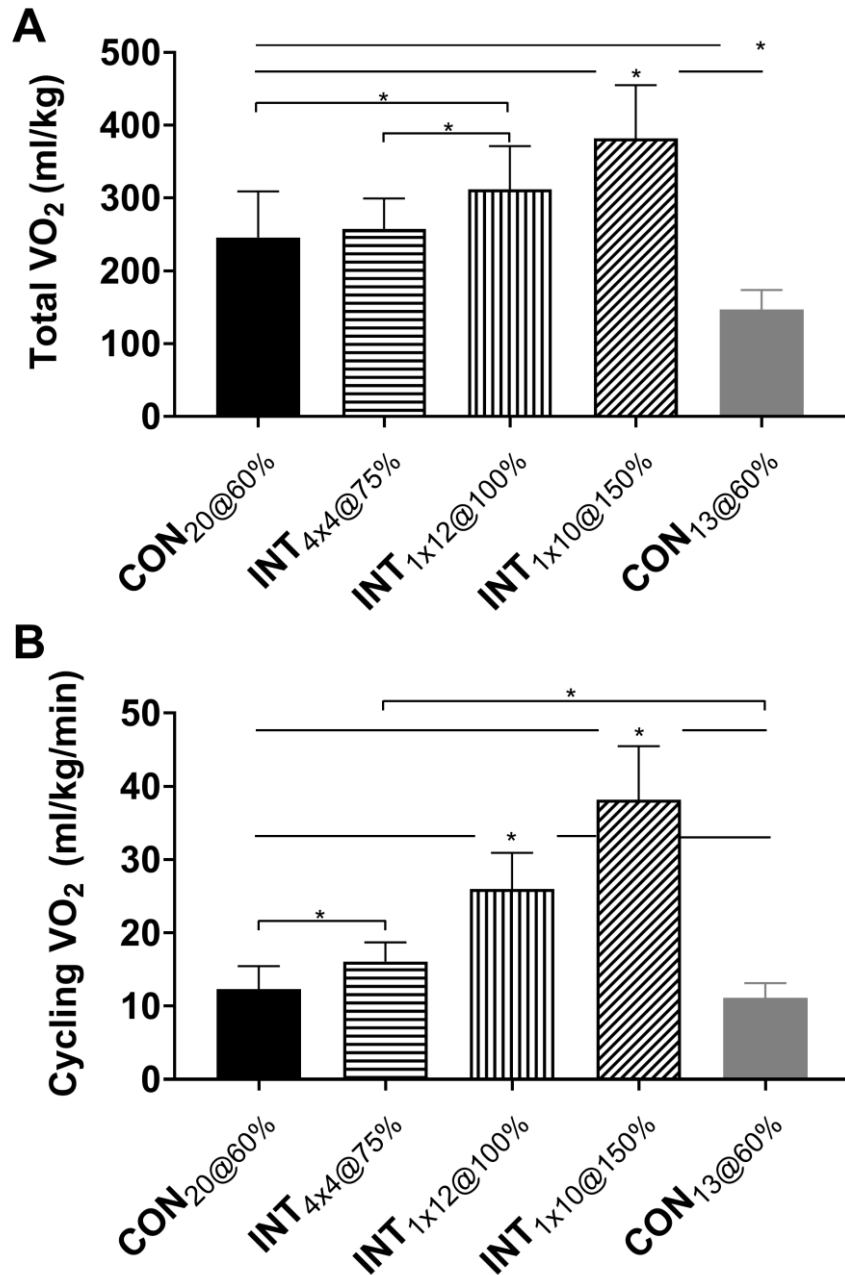 A
Total VO₂ (ml/kg)
500
400
300
200
100
0
*
*
*
*
CON20@60%
INT4x4@75%
INT1x12@100%
INT1x10@150%
CON13@60%
B
Cycling VO₂ (ml/kg/min)
50
40
30
20
10
0
*
*
*
*
CON20@60%
INT4x4@75%
INT1x12@100%
INT1x10@150%
CON13@60%